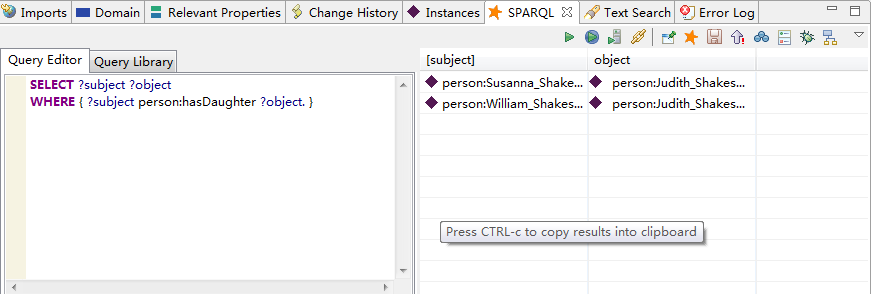 Imports Domain Relevant Properties Change History Instances SPARQL Text Search Error Log
Query Editor Query Library
SELECT ?subject ?object
WHERE { ?subject person:hasDaughter ?object. }
[subject] object
person:Susanna_Shakes... person:Judith_Shakes...
person:William_Shakes... person:Judith_Shakes...
Press CTRL-c to copy results into clipboard